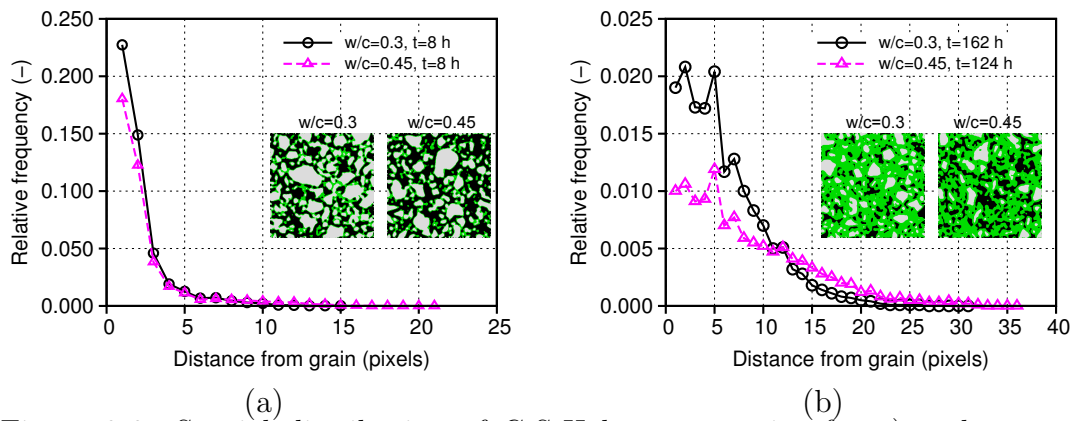 0.250
0.200
0.150
0.100
0.050
0.000
Relative frequency (−)
w/c=0.3, t=8 h
w/c=0.45, t=8 h
w/c=0.3
w/c=0.45
0 5 10 15 20 25
Distance from grain (pixels)
(a)
0.025
0.020
0.015
0.010
0.005
0.000
Relative frequency (−)
w/c=0.3, t=162 h
w/c=0.45, t=124 h
w/c=0.3
w/c=0.45
0 5 10 15 20 25 30 35 40
Distance from grain (pixels)
(b)